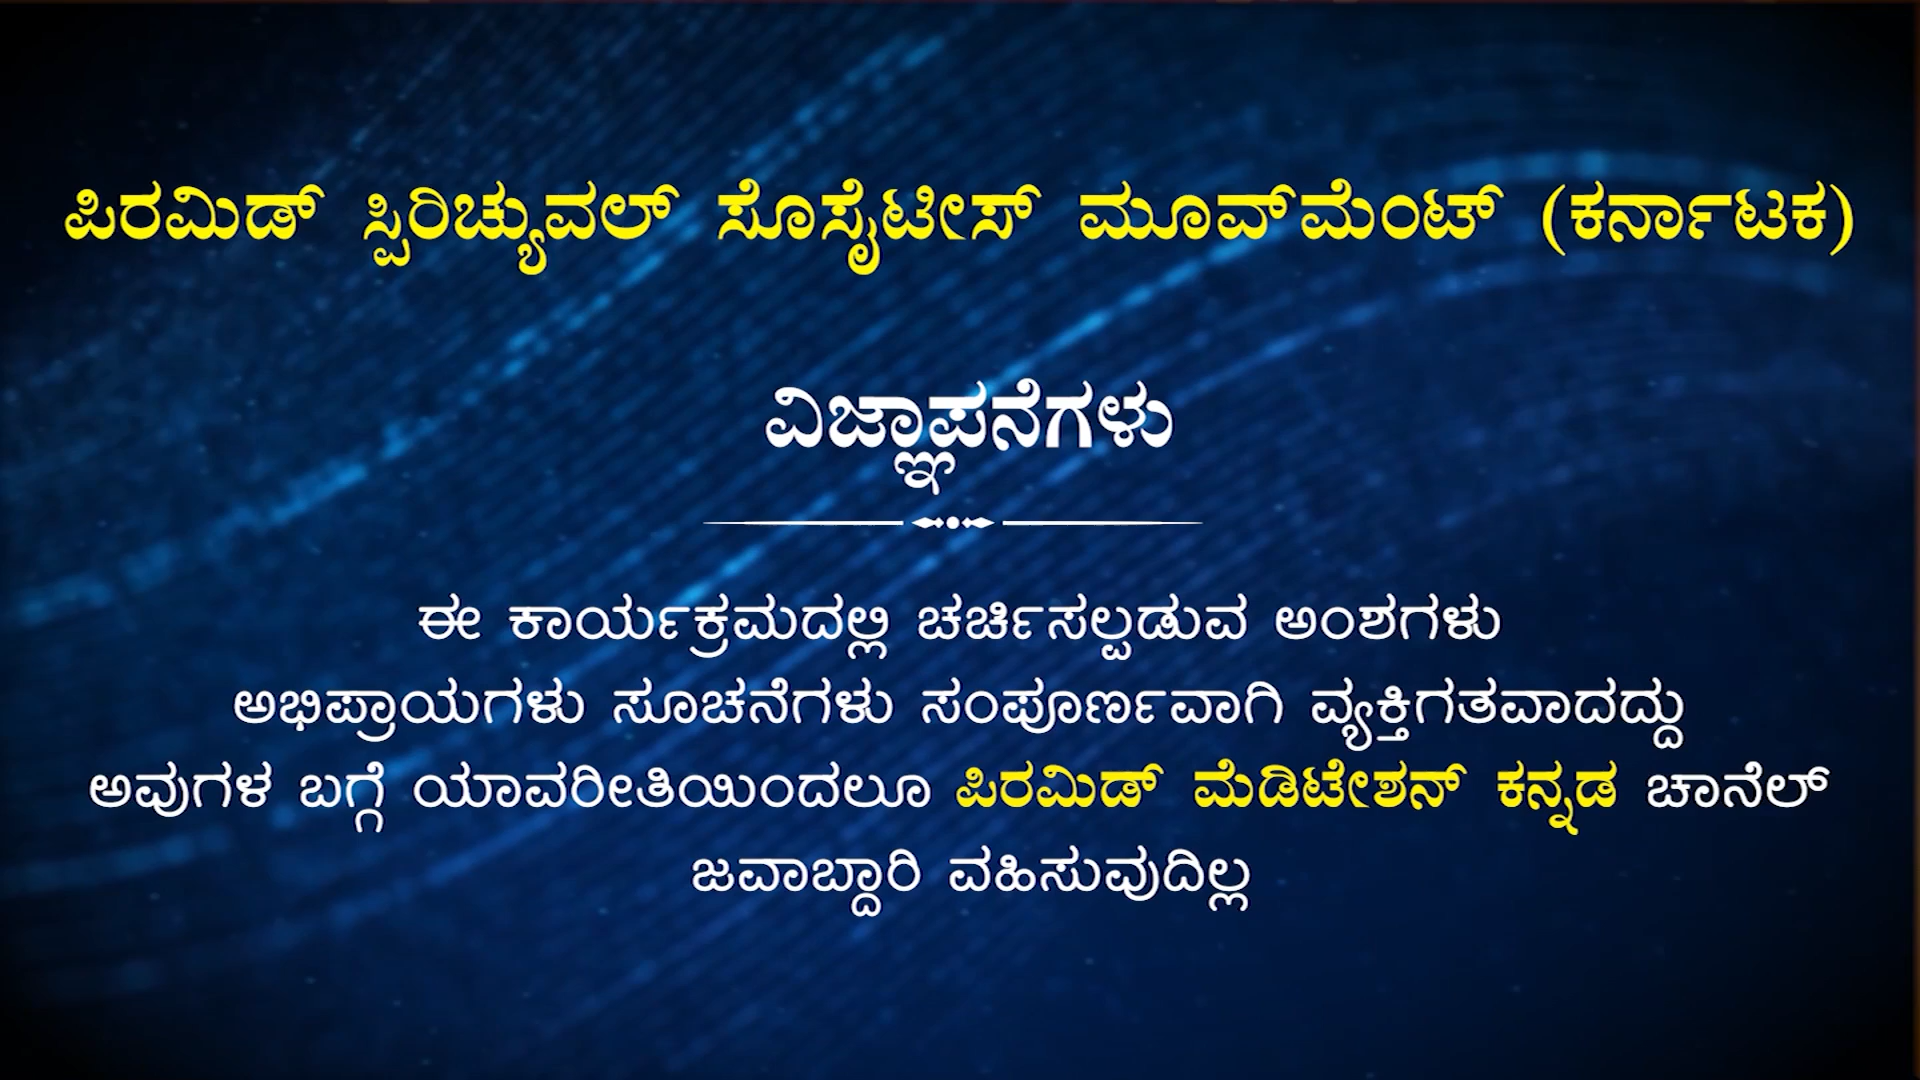 ಪಿರಮಿಡ್ ಸ್ಪಿರಿಚ್ಯುವಲ್ ಸೊಸೈಟೀಸ್ ಮೂವ್‌ಮೆಂಟ್ (ಕರ್ನಾಟಕ)
ವಿಜ್ಞಾಪನೆಗಳು
ಈ ಕಾರ್ಯಕ್ರಮದಲ್ಲಿ ಚರ್ಚಿಸಲ್ಪಡುವ ಅಂಶಗಳು
ಅಭಿಪ್ರಾಯಗಳು ಸೂಚನೆಗಳು ಸಂಪೂರ್ಣವಾಗಿ ವ್ಯಕ್ತಿಗತವಾದದ್ದು
ಅವುಗಳ ಬಗ್ಗೆ ಯಾವರೀತಿಯಿಂದಲೂ ಪಿರಮಿಡ್ ಮೆಡಿಟೇಶನ್ ಕನ್ನಡ ಚಾನೆಲ್
ಜವಾಬ್ದಾರಿ ವಹಿಸುವುದಿಲ್ಲ